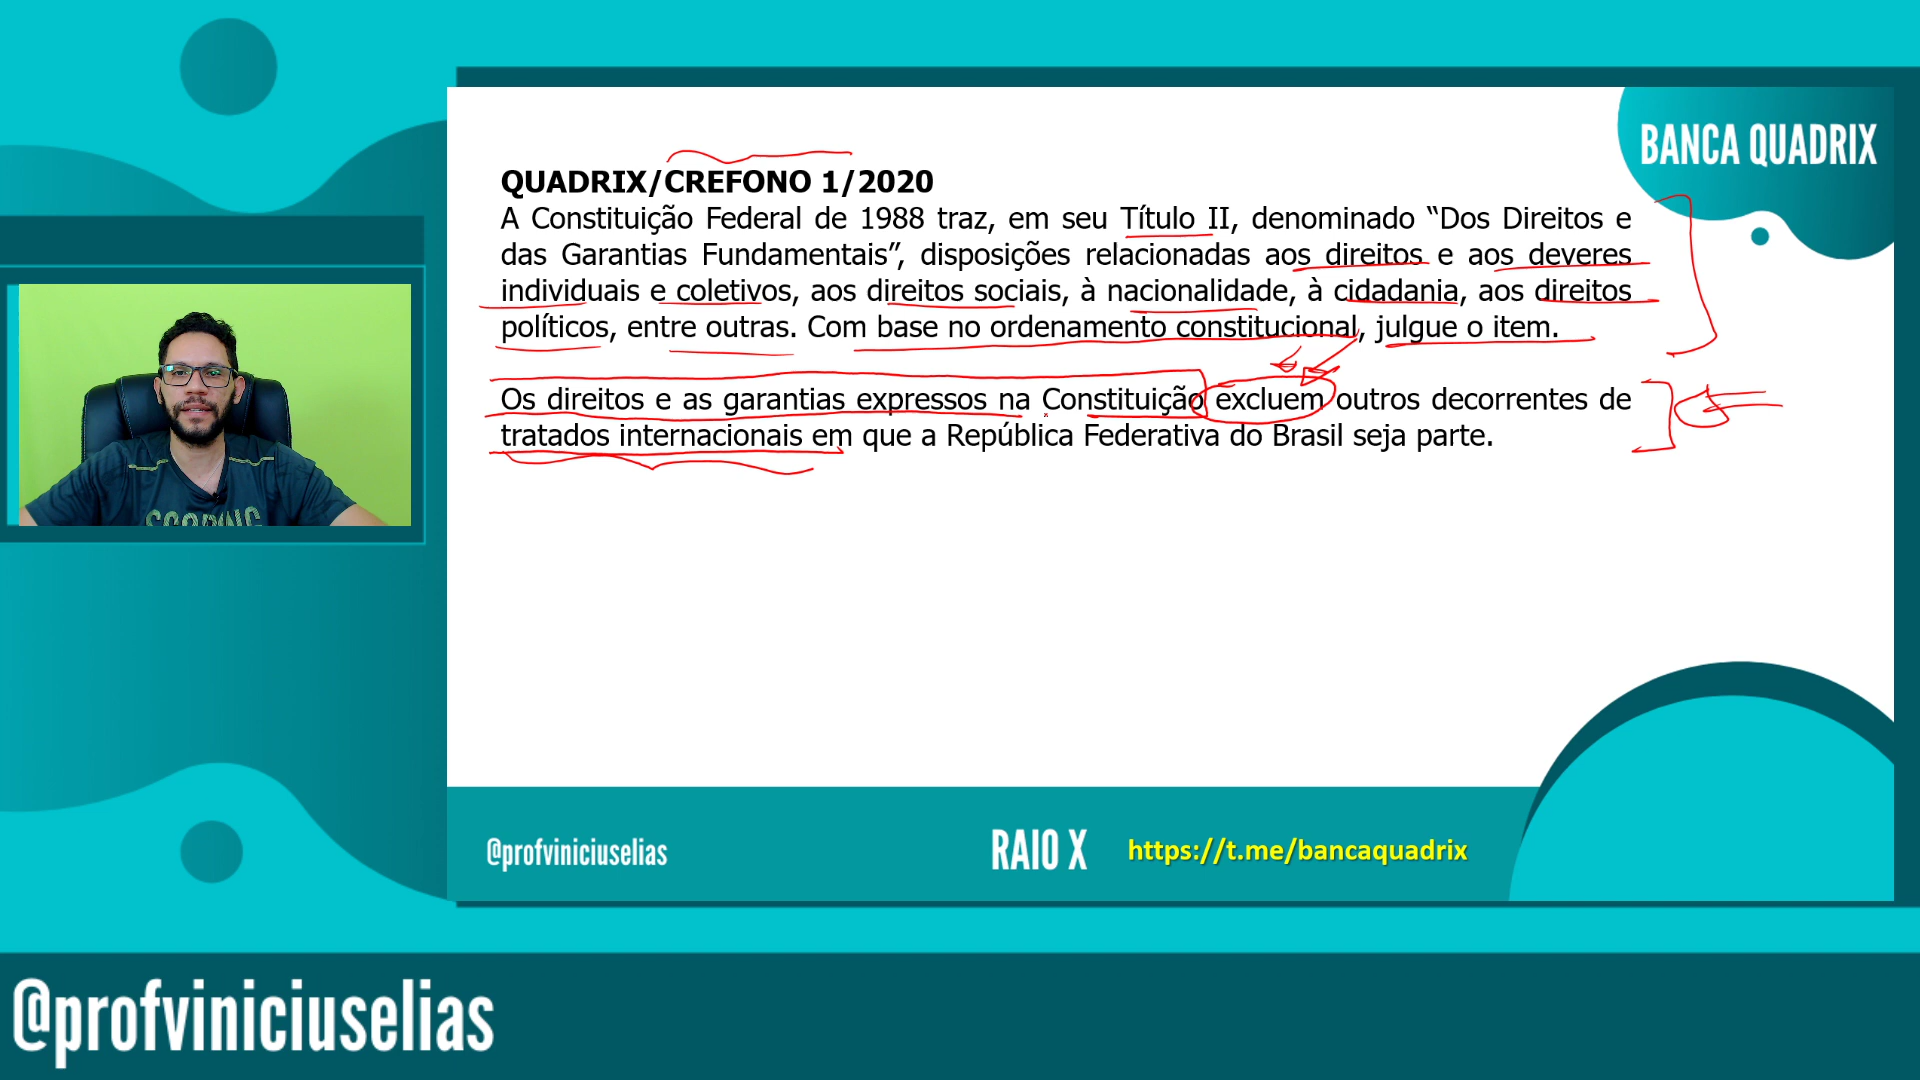 BANCA QUADRIX
QUADRIX/CREFONO 1/2020
A Constituição Federal de 1988 traz, em seu Título II, denominado “Dos Direitos e
das Garantias Fundamentais”, disposições relacionadas aos direitos e aos deveres
individuais e coletivos, aos direitos sociais, à nacionalidade, à cidadania, aos direitos
políticos, entre outras. Com base no ordenamento constitucional, julgue o item.
Os direitos e as garantias expressos na Constituição excluem outros decorrentes de
tratados internacionais em que a República Federativa do Brasil seja parte.
@profviniciuselias
RAIO X
https://t.me/bancaquadrix
@profviniciuselias